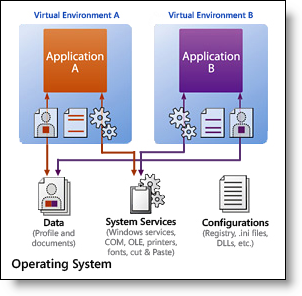 Virtual Environment A
Virtual Environment B
Application
A
Application
B
Data
(Profile and
documents)
System Services
(Windows services,
COM, OLE, printers,
fonts, cut & Paste)
Configurations
(Registry, .ini files,
DLLs, etc.)
Operating System